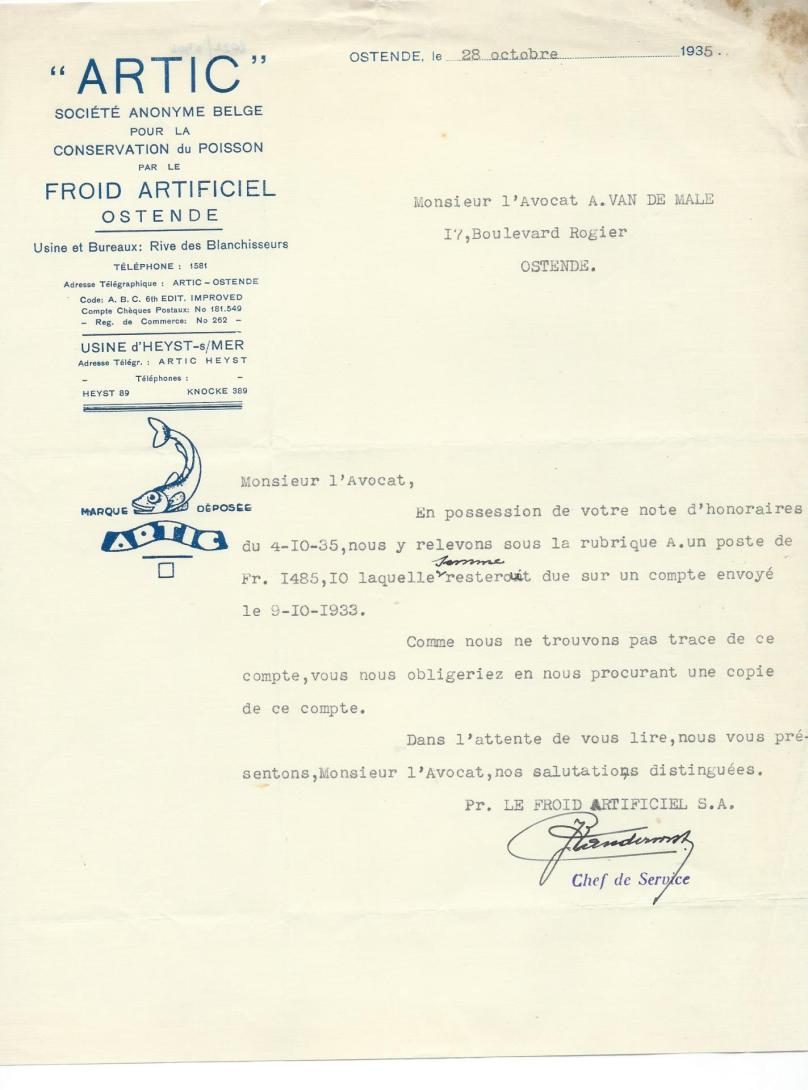 "ARTIC"
SOCIÉTÉ ANONYME BELGE
POUR LA
CONSERVATION du POISSON
PAR LE
FROID ARTIFICIEL
OSTENDE
Usine et Bureaux: Rive des Blanchisseurs
TÉLÉPHONE : 1581
Adresse Télégraphique : ARTIC - OSTENDE
Code: A. B. C. 6th EDIT. IMPROVED
Compte Chèques Postaux: No 181.549
- Reg. de Commerce: No 262 -
USINE d'HEYST-s/MER
Adresse Télégr. : ARTIC HEYST
- Téléphones : -
HEYST 89 KNOCKE 389
MARQUE DÉPOSÉE
ARTIC
OSTENDE, le 28 octobre 1935.
Monsieur l'Avocat A.VAN DE MALE
I7,Boulevard Rogier
OSTENDE.
Monsieur l'Avocat,
En possession de votre note d'honoraires
du 4-IO-35,nous y relevons sous la rubrique A.un poste de
somme
Fr. I485,IO laquelle resterait due sur un compte envoyé
le 9-IO-I933.
Comme nous ne trouvons pas trace de ce
compte,vous nous obligeriez en nous procurant une copie
de ce compte.
Dans l'attente de vous lire,nous vous pré-
sentons,Monsieur l'Avocat,nos salutations distinguées.
Pr. LE FROID ARTIFICIEL S.A.
Chef de Service